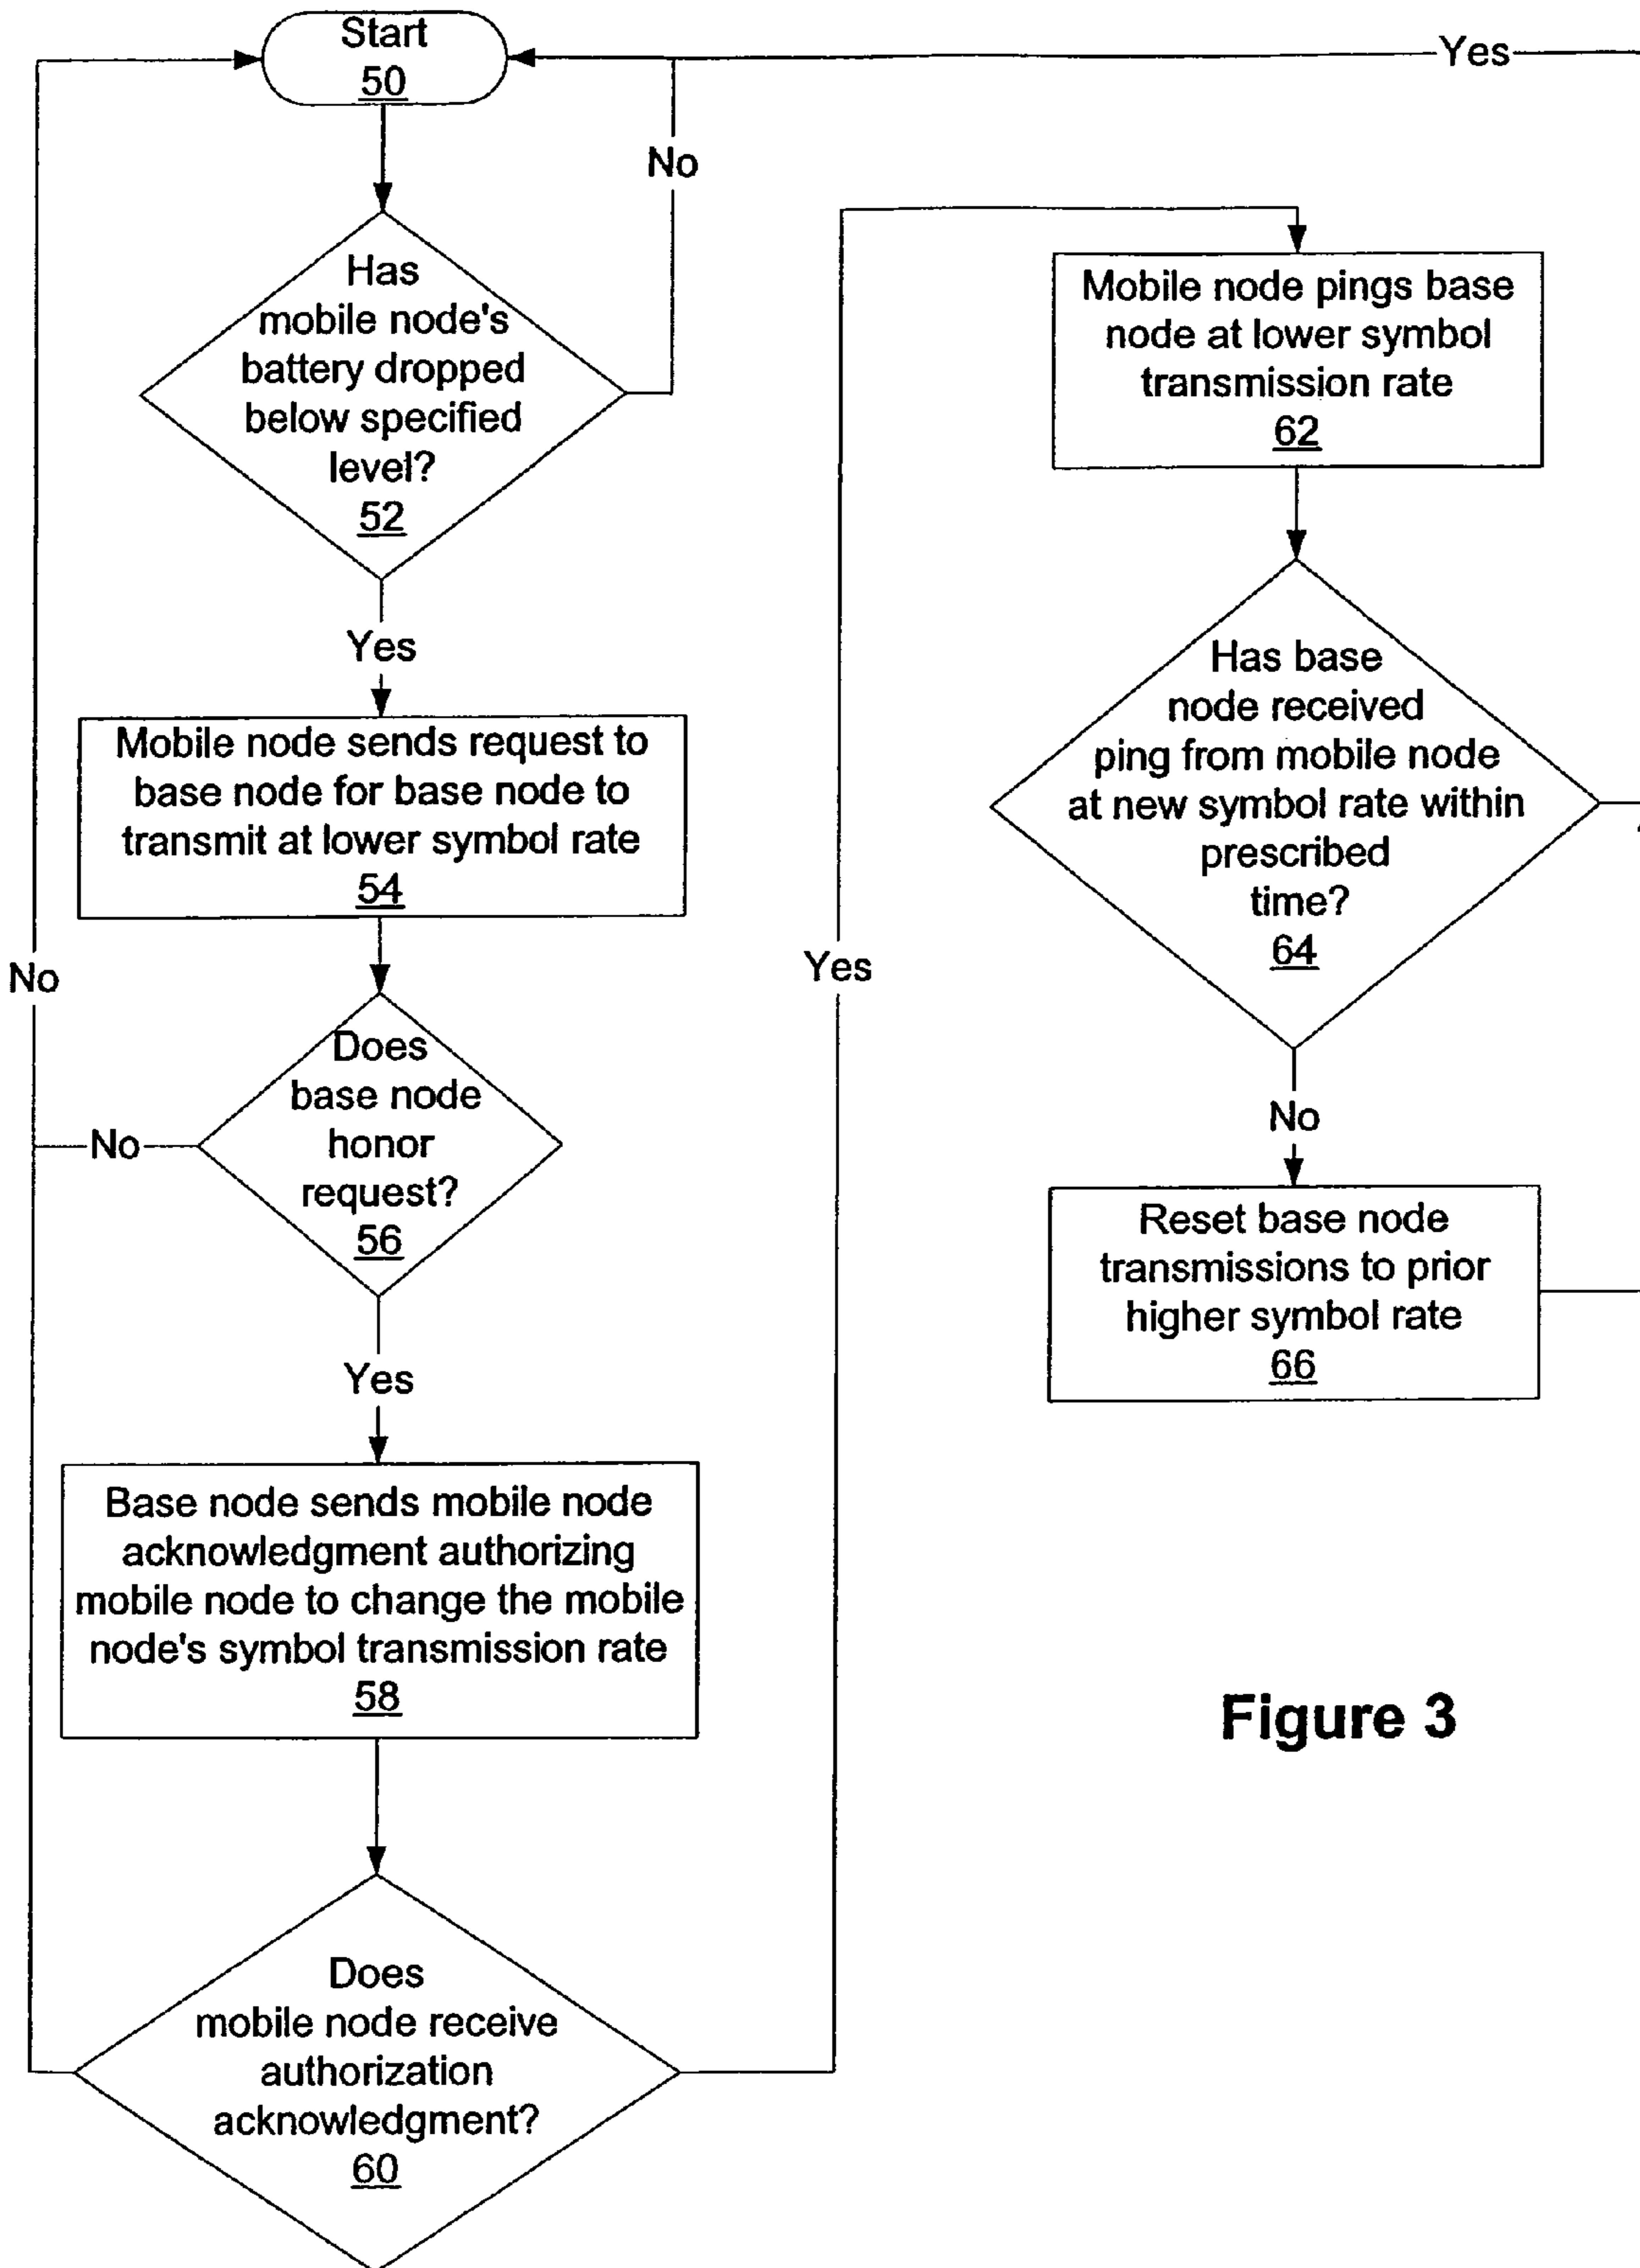 Start
50
Has
mobile node's
battery dropped
below specified
level?
52
No
Yes
Mobile node sends request to
base node for base node to
transmit at lower symbol rate
54
Does
base node
honor
request?
56
No
No
Yes
Base node sends mobile node
acknowledgment authorizing
mobile node to change the mobile
node's symbol transmission rate
58
Does
mobile node receive
authorization
acknowledgment?
60
Yes
Mobile node pings base
node at lower symbol
transmission rate
62
Has base
node received
ping from mobile node
at new symbol rate within
prescribed
time?
64
Yes
No
Reset base node
transmissions to prior
higher symbol rate
66
Figure 3